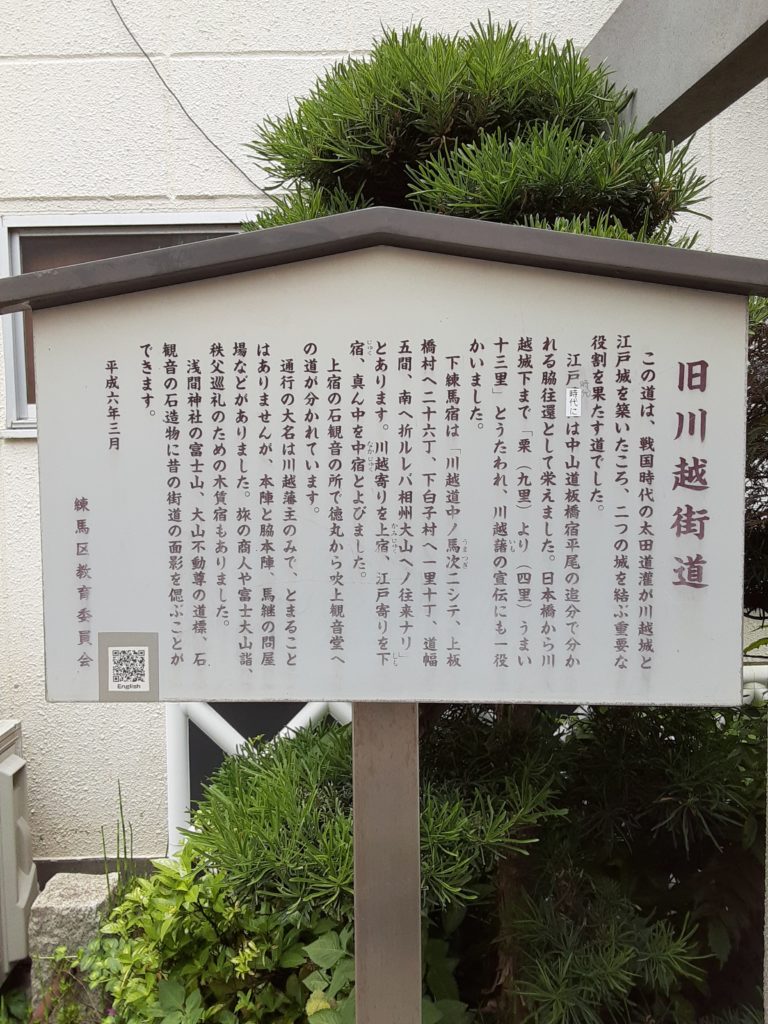 旧川越街道
この道は、戦国時代の太田道灌が川越城と
江戸城を築いたころ、二つの城を結ぶ重要な
役割を果たす道でした。
江戸時代には中山道板橋宿平尾の追分で分か
れる脇往還として栄えました。日本橋から川
越城下まで「栗（九里）より（四里）うまい
十三里」とうたわれ、川越藷の宣伝にも一役
かいました。
下練馬宿は「川越道中ノ馬次ニシテ、上板
橋村へ二十六丁、下白子村へ一里十丁、道幅
五間、南へ折ルレバ相州大山ヘノ往来ナリ」
とあります。川越寄りを上宿、江戸寄りを下
宿、真ん中を中宿とよびました。
上宿の石観音の所で徳丸から吹上観音堂へ
の道が分かれています。
通行の大名は川越藩主のみで、とまること
はありませんが、本陣と脇本陣、馬継の問屋
場などがありました。旅の商人や富士大山詣、
秩父巡礼のための木賃宿もありました。
浅間神社の富士山、大山不動尊の道標、石
観音の石造物に昔の街道の面影を偲ぶことが
できます。
平成六年三月
練馬区教育委員会
English